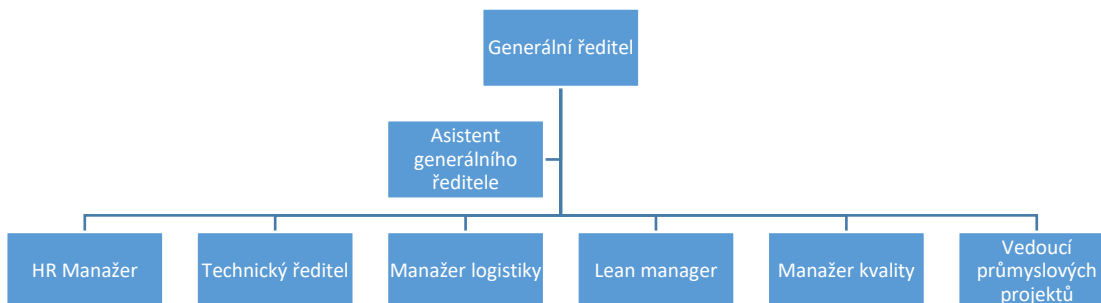 Generální ředitel
Asistent
generálního
ředitele
HR Manažer
Technický ředitel
Manažer logistiky
Lean manager
Manažer kvality
Vedoucí
průmyslových
projektů